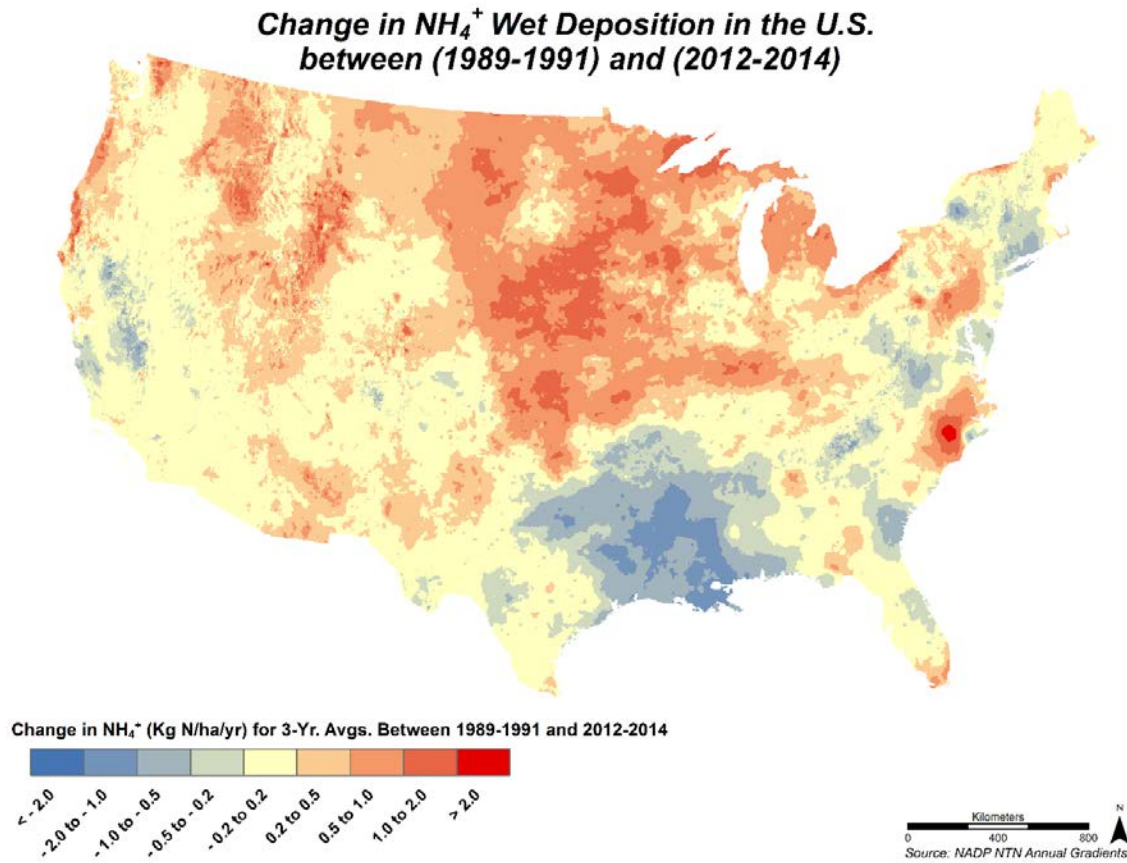 Change in NH₄⁺ Wet Deposition in the U.S.
between (1989-1991) and (2012-2014)
Change in NH₄⁺ (Kg N/ha/yr) for 3-Yr. Avgs. Between 1989-1991 and 2012-2014
< - 2.0
- 2.0 to - 1.0
-1.0 to - 0.5
-0.5 to - 0.2
-0.2 to 0.2
0.2 to 0.5
0.5 to 1.0
1.0 to 2.0
> 2.0
N
Kilometers
0 400 800
Source: NADP NTN Annual Gradients